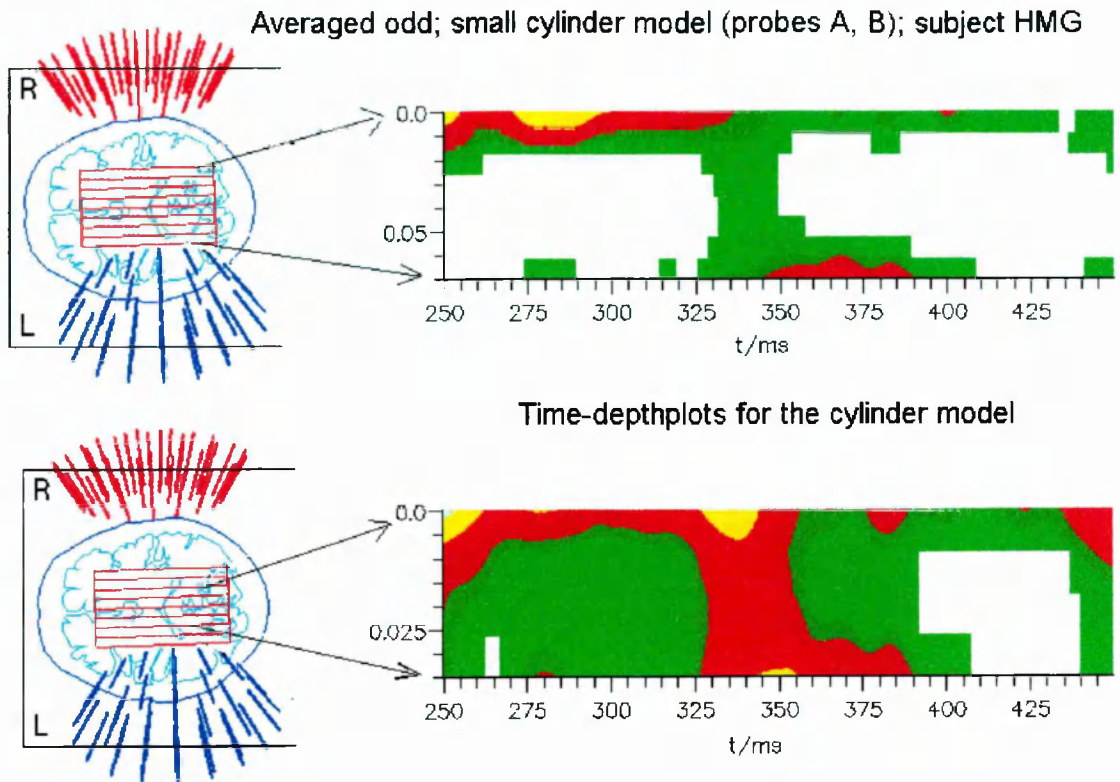 Averaged odd; small cylinder model (probes A, B); subject HMG
R
L
0.0
0.05
250 275 300 325 350 375 400 425
t/ms
Time-depthplots for the cylinder model
R
L
0.0
0.025
250 275 300 325 350 375 400 425
t/ms